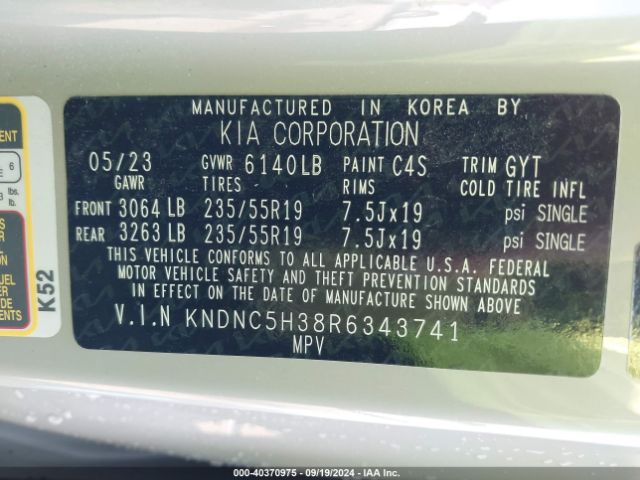 MANUFACTURED IN KOREA BY
KIA CORPORATION
05/23 GVWR 6140LB PAINT C4S TRIM GYT
GAWR TIRES RIMS COLD TIRE INFL
FRONT 3064 LB 235/55R19 7.5Jx19 psi SINGLE
REAR 3263 LB 235/55R19 7.5Jx19 psi SINGLE
THIS VEHICLE CONFORMS TO ALL APPLICABLE U.S.A. FEDERAL
MOTOR VEHICLE SAFETY AND THEFT PREVENTION STANDARDS
IN EFFECT ON THE DATE OF MANUFACTURE SHOWN ABOVE
V.I.N KNDNC5H38R6343741
MPV
K52
6
lbs.
lb.
000-40370975 - 09/19/2024 - IAA Inc.